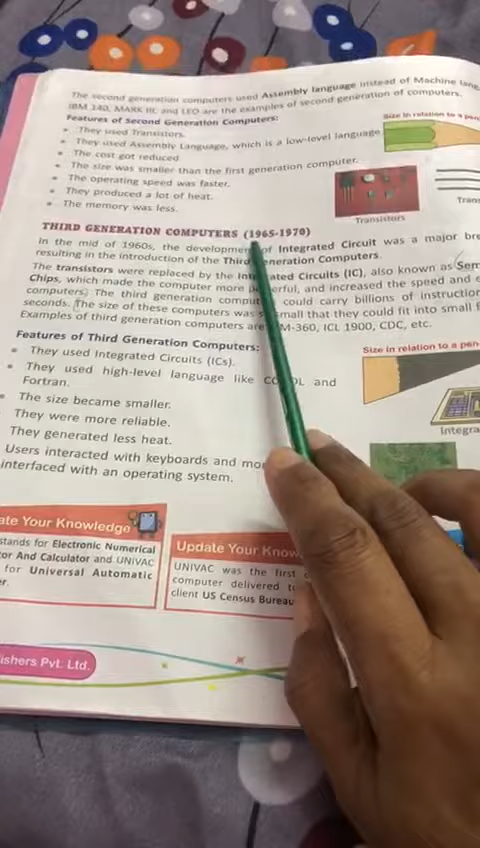 The second generation computers used Assembly language instead of Machine lang
IBM 140, MARK III, and LEO are the examples of second generation of computers.
Features of Second Generation Computers:
Size in relation to a pen
• They used Transistors.
• They used Assembly Language, which is a low-level language
• The cost got reduced
• The size was smaller than the first generation computer.
• The operating speed was faster.
• They produced a lot of heat.
• The memory was less.
Transistors
Tran
THIRD GENERATION COMPUTERS (1965-1970)
In the mid of 1960s, the development of Integrated Circuit was a major bre
resulting in the introduction of the Third Generation Computers.
The transistors were replaced by the Integrated Circuits (IC), also known as Sem
Chips, which made the computer more powerful, and increased the speed and e
computers. The third generation could carry billions of instruction
seconds. The size of these computers was small that they could fit into small
Examples of third generation computers are M-360, ICL 1900, CDC, etc.
Features of Third Generation Computers:
Size in relation to a pen
• They used Integrated Circuits (ICs).
• They used high-level language like and
Fortran.
• The size became smaller.
They were more reliable.
They generated less heat.
Users interacted with keyboards and
interfaced with an operating system.
Integra
ate Your Knowledge
stands for Electronic Numerical
tor And Calculator and UNIVAC
for Universal Automatic
er.
Update Your Know
UNIVAC was the first
computer delivered
client US Census Bureau
ishers Pvt. Ltd.